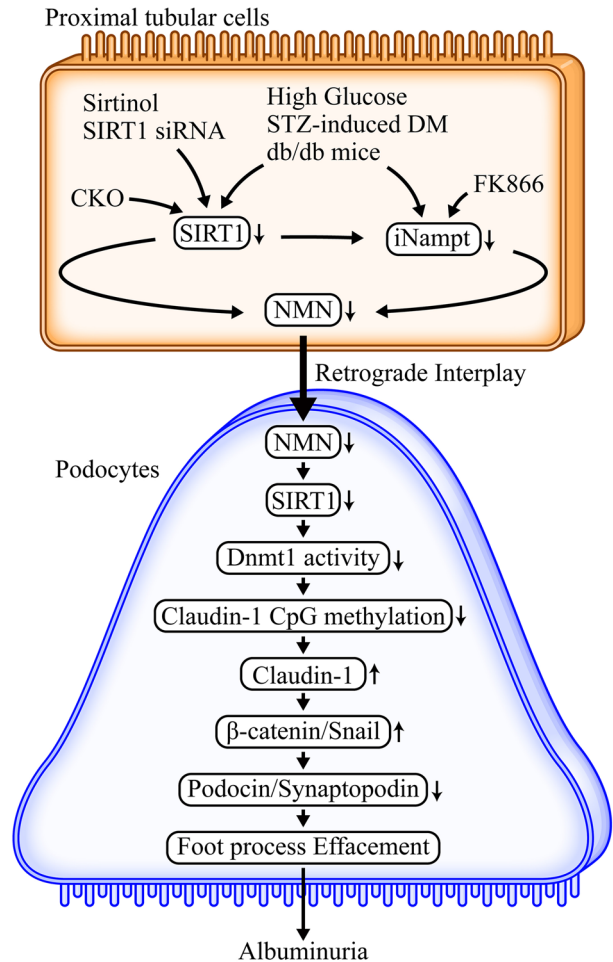 Proximal tubular cells
Sirtinol
SIRT1 siRNA
High Glucose
STZ-induced DM
db/db mice
CKO
FK866
SIRT1 ↓
iNampt ↓
NMN ↓
Retrograde Interplay
Podocytes
NMN ↓
SIRT1 ↓
Dnmt1 activity ↓
Claudin-1 CpG methylation ↓
Claudin-1 ↑
β-catenin/Snail ↑
Podocin/Synaptopodin ↓
Foot process Effacement
Albuminuria